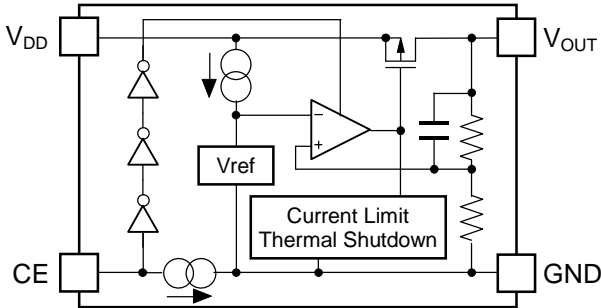 VDD
VOUT
−
+
Vref
Current Limit
Thermal Shutdown
CE
GND